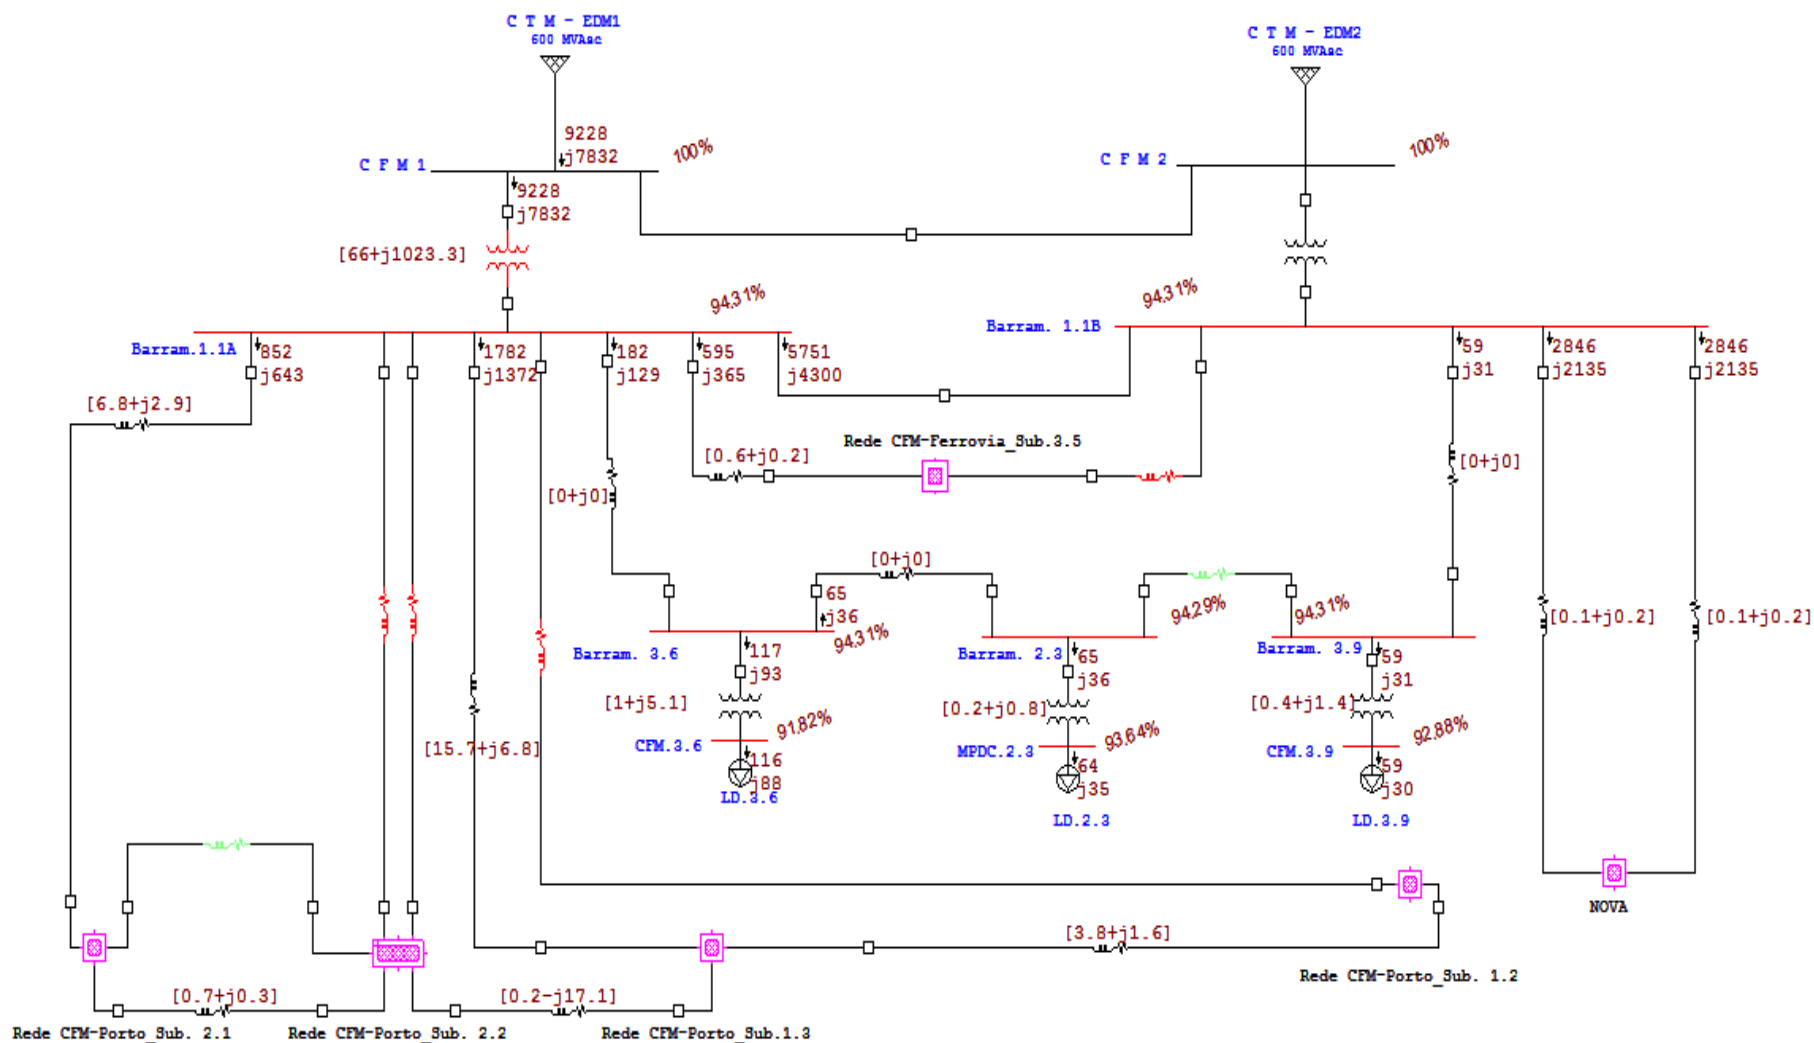 C T M - EDM1
600 MVAsc
C T M - EDM2
600 MVAsc
9228
j7832
100%
100%
C F M 1
C F M 2
9228
j7832
[66+j1023.3]
94.31%
94.31%
Barram.1.1A
Barram. 1.1B
852
j643
1782
j1372
182
j129
595
j365
5751
j4300
59
j31
2846
j2135
2846
j2135
[6.8+j2.9]
Rede CFM-Ferrovia_Sub.3.5
[0.6+j0.2]
[0+j0]
[0+j0]
[0+j0]
65
j36
94.31%
94.29%
94.31%
[0.1+j0.2]
[0.1+j0.2]
Barram. 3.6
Barram. 2.3
Barram. 3.9
117
j93
65
j36
59
j31
[1+j5.1]
[0.2+j0.8]
[0.4+j1.4]
91.82%
93.64%
92.88%
CFM.3.6
MPDC.2.3
CFM.3.9
[15.7+j6.8]
116
j88
64
j35
59
j30
LD.3.6
LD.2.3
LD.3.9
NOVA
[3.8+j1.6]
Rede CFM-Porto_Sub. 1.2
[0.7+j0.3]
[0.2-j17.1]
Rede CFM-Porto_Sub. 2.1
Rede CFM-Porto_Sub. 2.2
Rede CFM-Porto_Sub.1.3